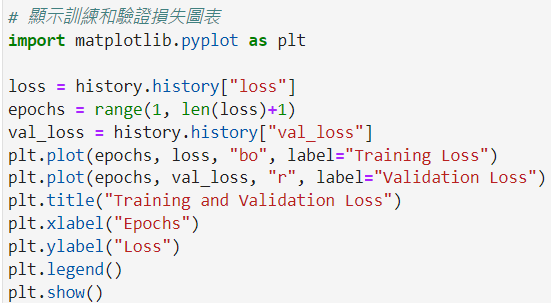 # 顯示訓練和驗證損失圖表
import matplotlib.pyplot as plt
loss = history.history["loss"]
epochs = range(1, len(loss)+1)
val_loss = history.history["val_loss"]
plt.plot(epochs, loss, "bo", label="Training Loss")
plt.plot(epochs, val_loss, "r", label="Validation Loss")
plt.title("Training and Validation Loss")
plt.xlabel("Epochs")
plt.ylabel("Loss")
plt.legend()
plt.show()